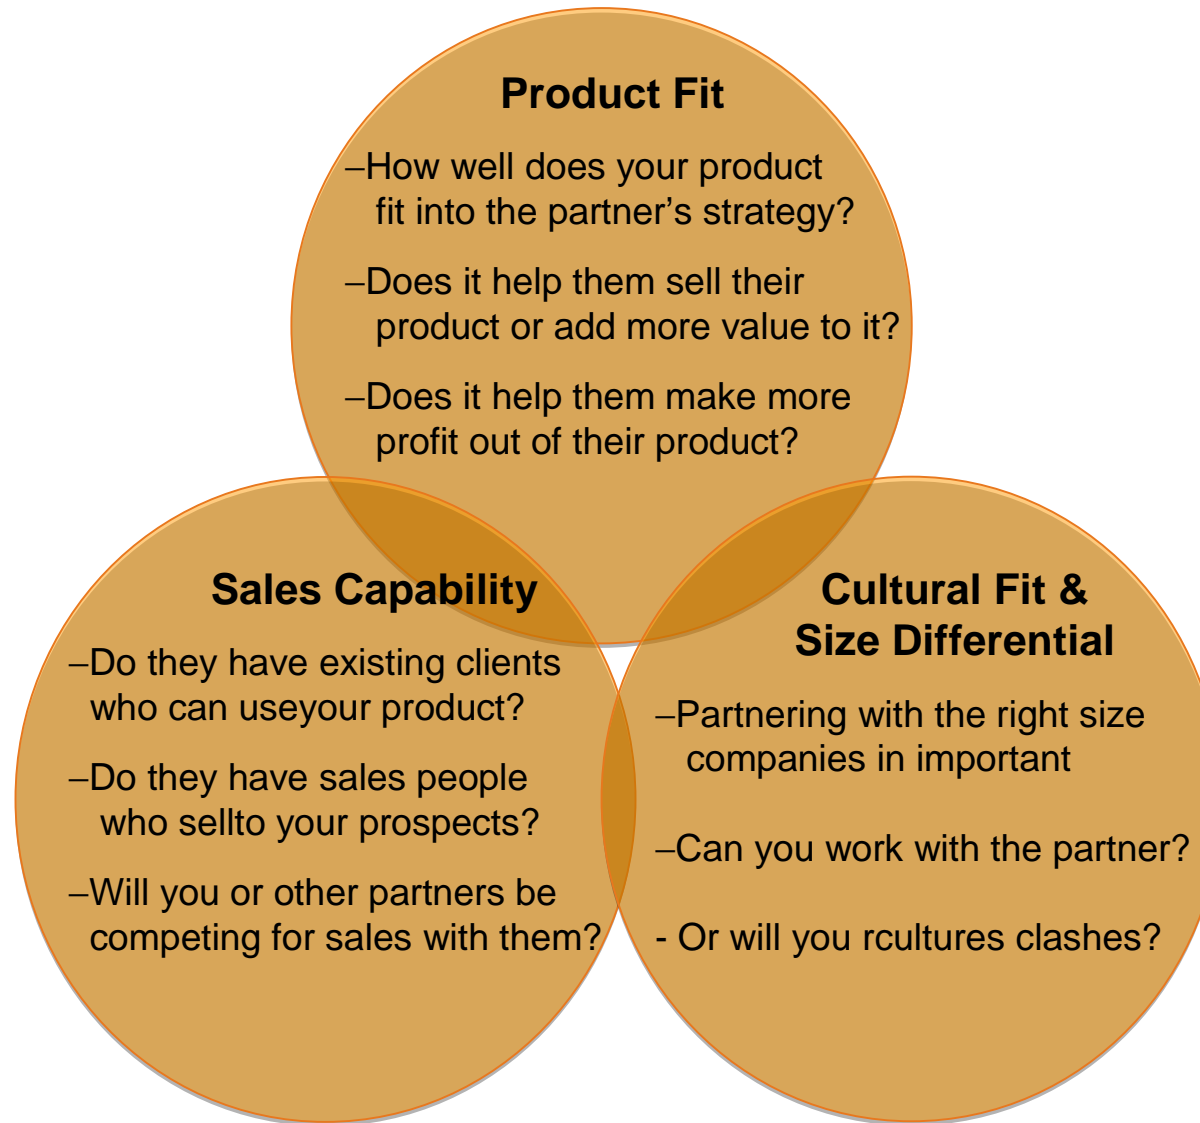 Product Fit
–How well does your product
fit into the partner’s strategy?
–Does it help them sell their
product or add more value to it?
–Does it help them make more
profit out of their product?
Sales Capability
–Do they have existing clients
who can useyour product?
–Do they have sales people
who sellto your prospects?
–Will you or other partners be
competing for sales with them?
Cultural Fit &
Size Differential
–Partnering with the right size
companies in important
–Can you work with the partner?
- Or will you rcultures clashes?